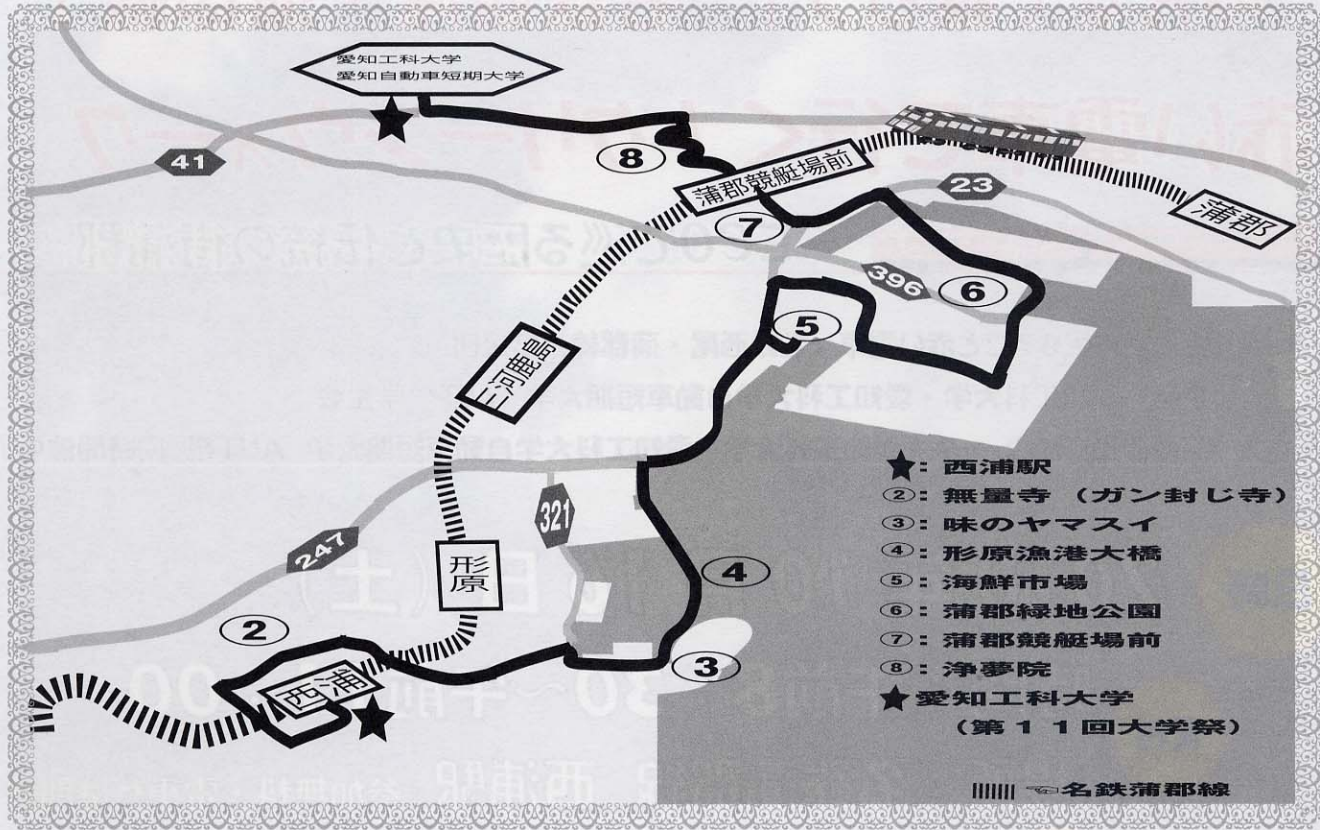 愛知工科大学
愛知自動車短期大学
41
⑧
蒲郡競艇場前
23
蒲郡
⑦
396
⑥
⑤
三河鹿島
321
247
形原
④
②
西浦
③
★：西浦駅
②：無量寺（ガン封じ寺）
③：味のヤマスイ
④：形原漁港大橋
⑤：海鮮市場
⑥：蒲郡緑地公園
⑦：蒲郡競艇場前
⑧：浄夢院
★愛知工科大学
（第１１回大学祭）
☜名鉄蒲郡線